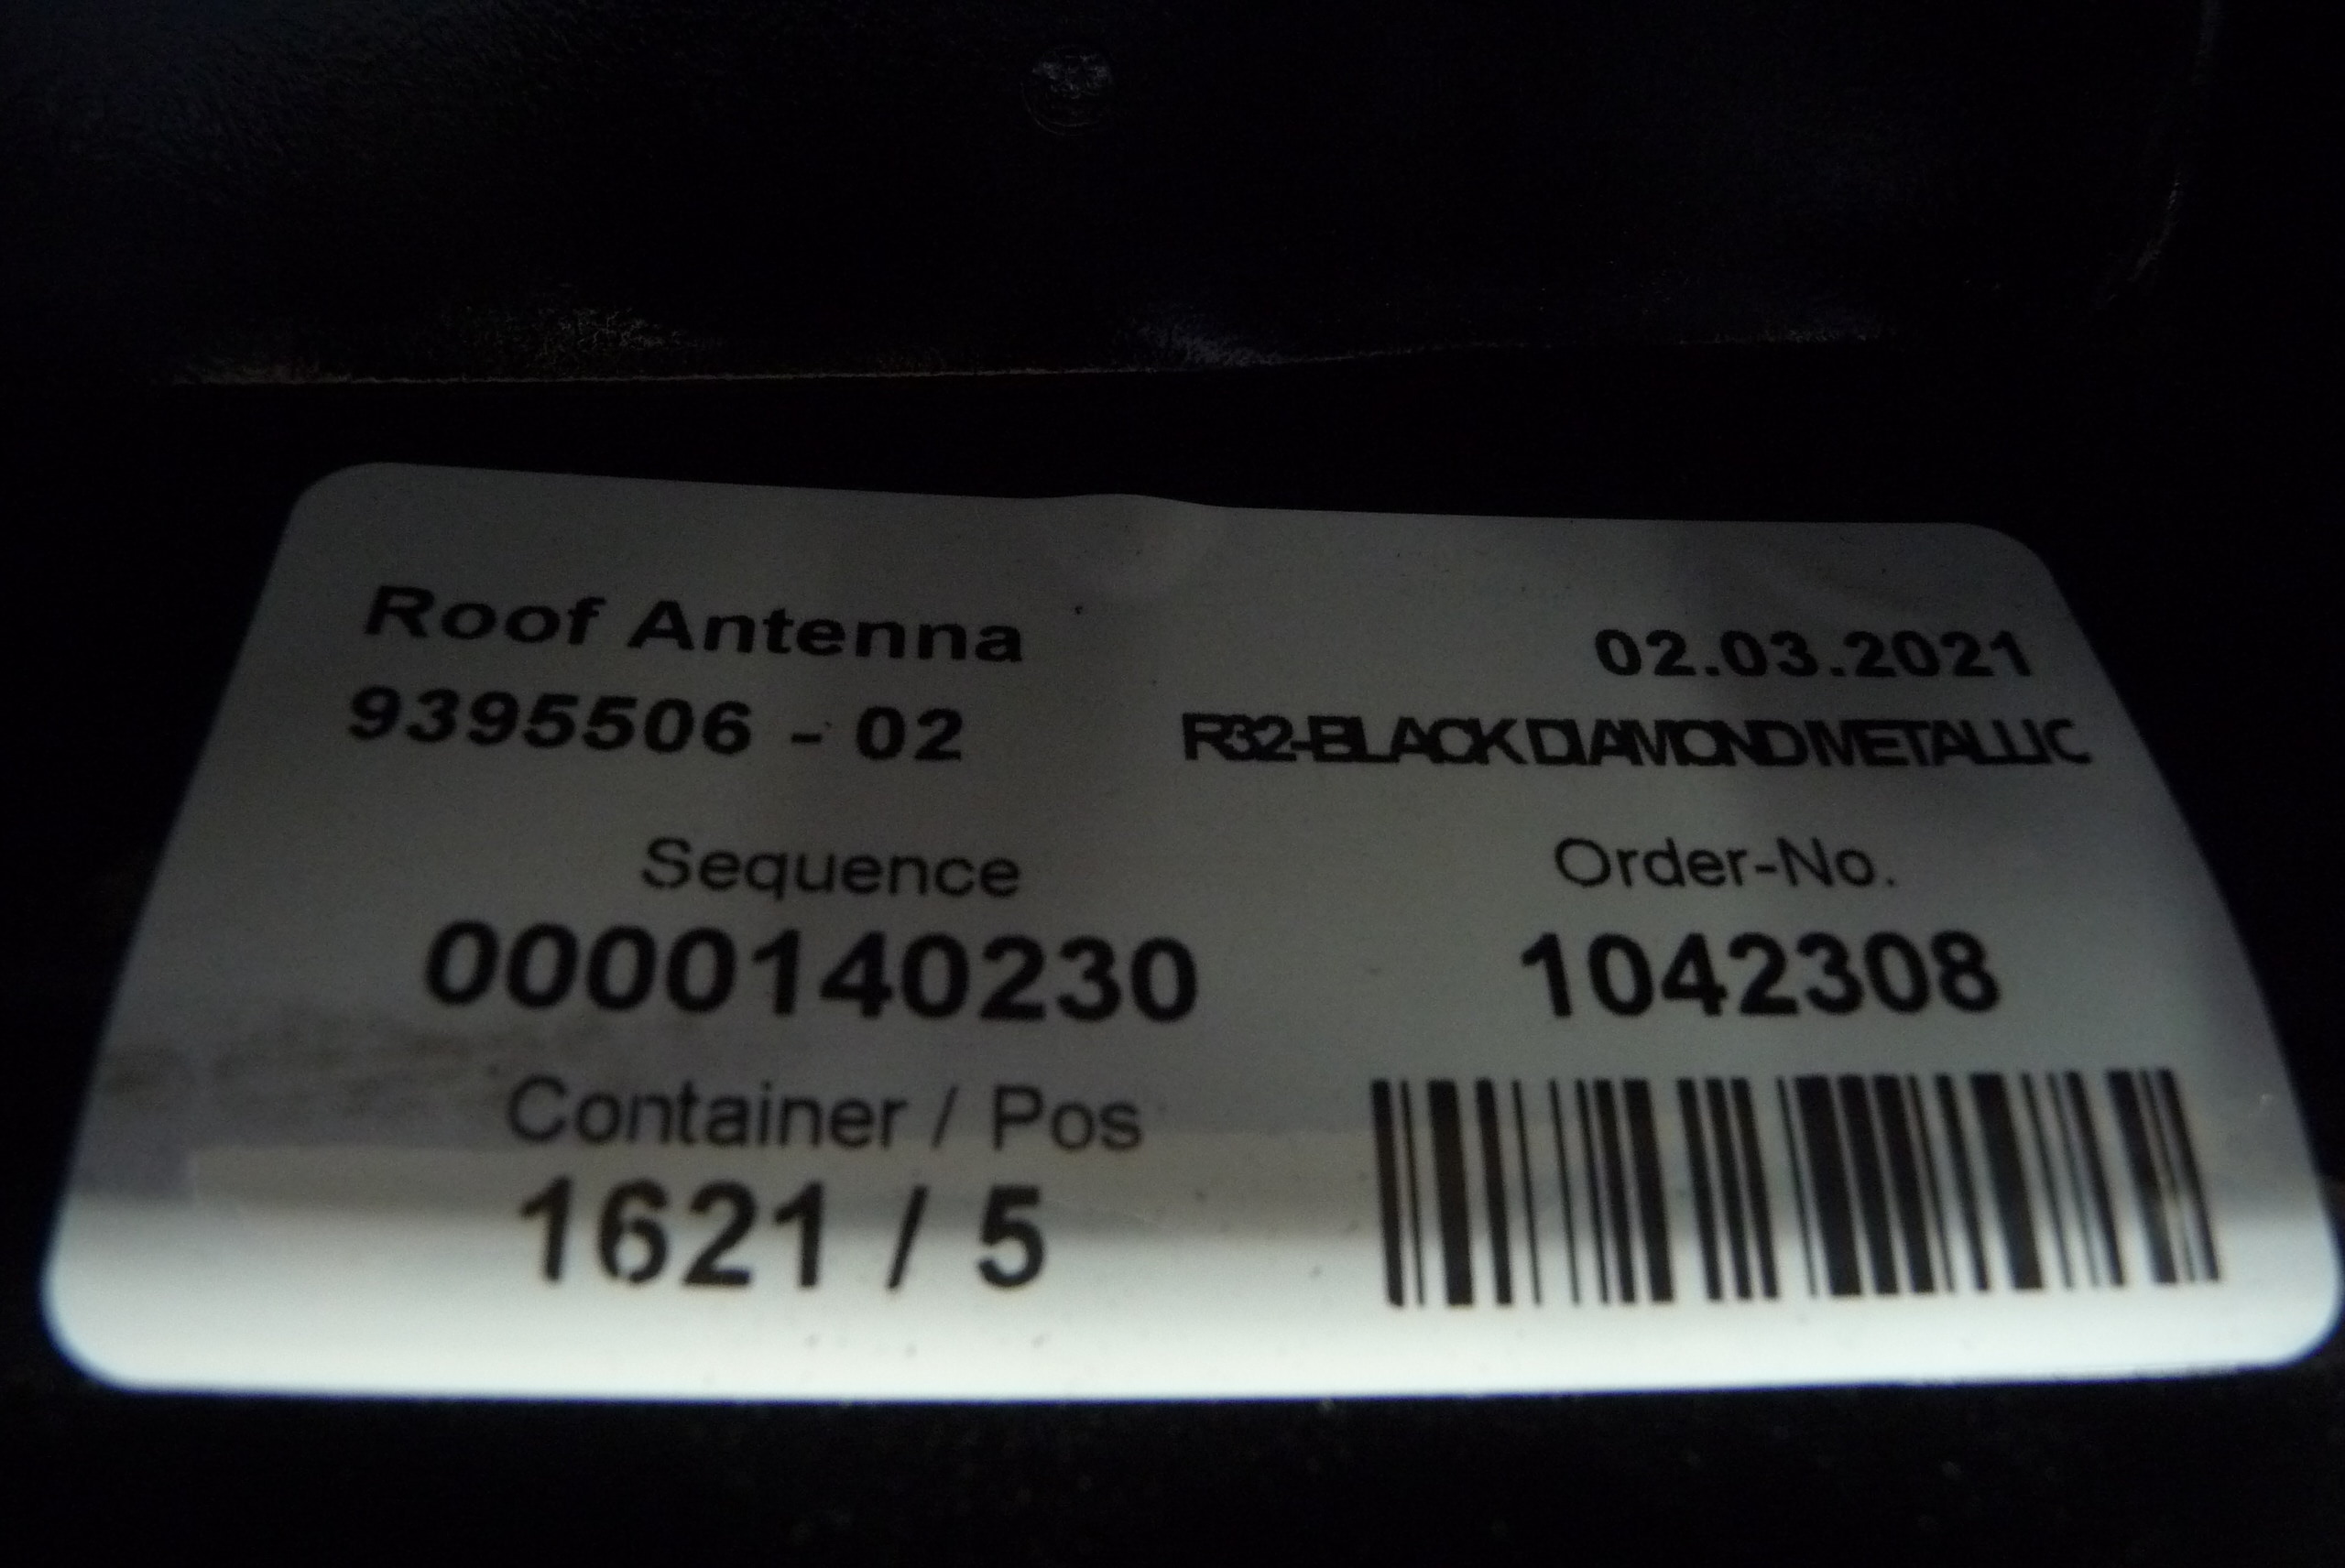 Roof Antenna
02.03.2021
9395506 - 02
R32-BLACK DIAMOND METALLIC
Sequence
Order-No.
0000140230
1042308
Container / Pos
1621 / 5